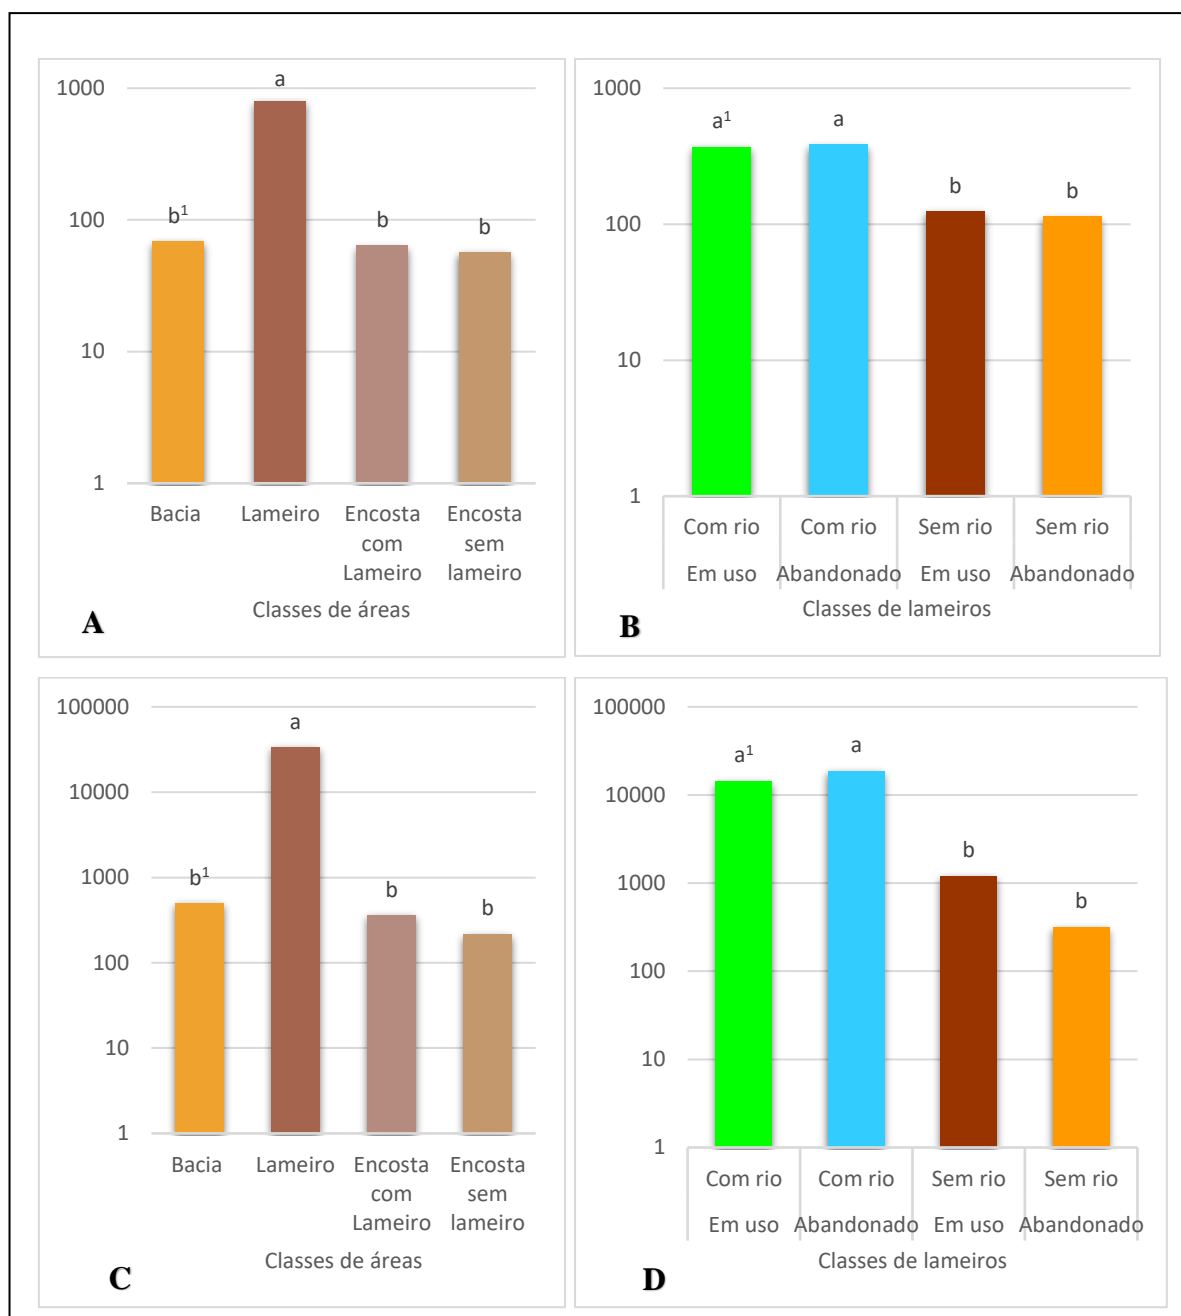 1000
100
10
1
a
b¹
b
b
Bacia
Lameiro
Encosta
com
Lameiro
Encosta
sem
lameiro
Classes de áreas
A
1000
100
10
1
a¹
a
b
b
Com rio
Com rio
Sem rio
Sem rio
Em uso
Abandonado
Em uso
Abandonado
Classes de lameiros
B
100000
10000
1000
100
10
1
a
b¹
b
b
Bacia
Lameiro
Encosta
com
Lameiro
Encosta
sem
lameiro
Classes de áreas
C
100000
10000
1000
100
10
1
a¹
a
b
b
Com rio
Com rio
Sem rio
Sem rio
Em uso
Abandonado
Em uso
Abandonado
Classes de lameiros
D